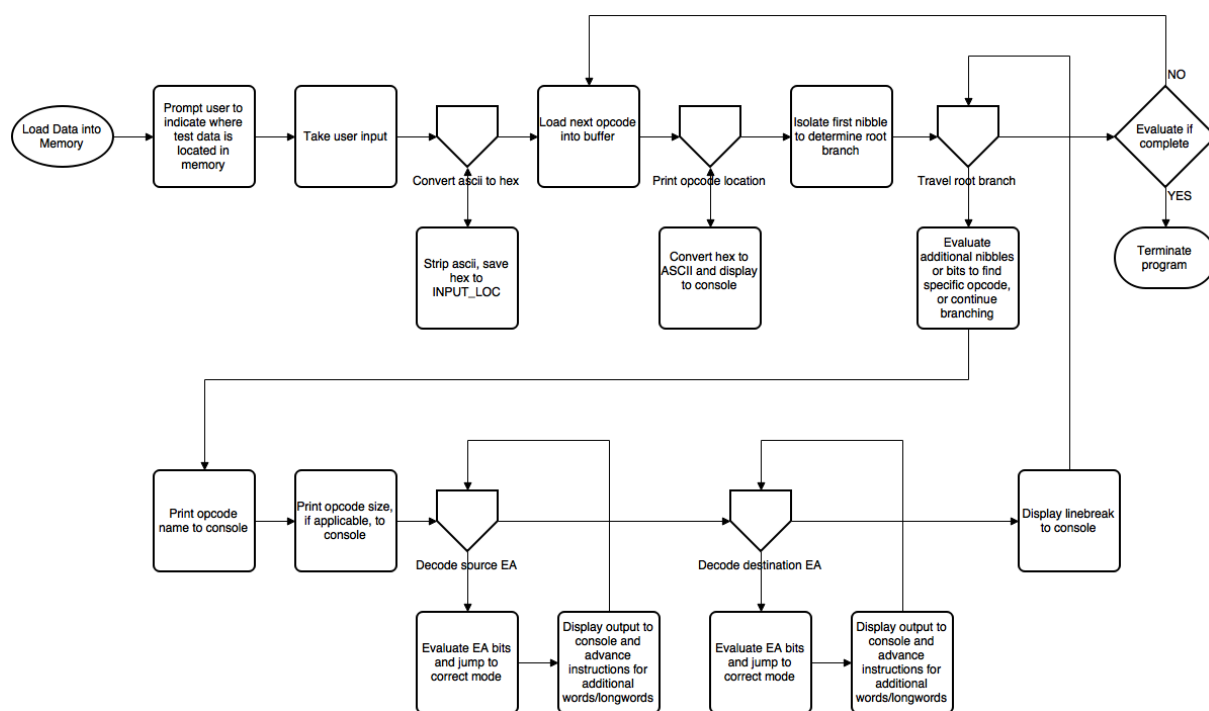 Load Data into
Memory
Prompt user to
indicate where
test data is
located in
memory
Take user input
Convert ascii to hex
Strip ascii, save
hex to
INPUT_LOC
Load next opcode
into buffer
Print opcode location
Convert hex to
ASCII and display
to console
Isolate first nibble
to determine root
branch
Travel root branch
Evaluate
additional nibbles
or bits to find
specific opcode,
or continue
branching
NO
Evaluate if
complete
YES
Terminate
program
Print opcode
name to console
Print opcode size,
if applicable, to
console
Decode source EA
Evaluate EA bits
and jump to
correct mode
Display output to
console and
advance
instructions for
additional
words/longwords
Decode destination EA
Evaluate EA bits
and jump to
correct mode
Display output to
console and
advance
instructions for
additional
words/longwords
Display linebreak
to console